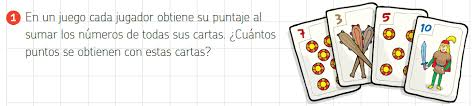 1 En un juego cada jugador obtiene su puntaje al
sumar los números de todas sus cartas. ¿Cuántos
puntos se obtienen con estas cartas?
7 3 5 10